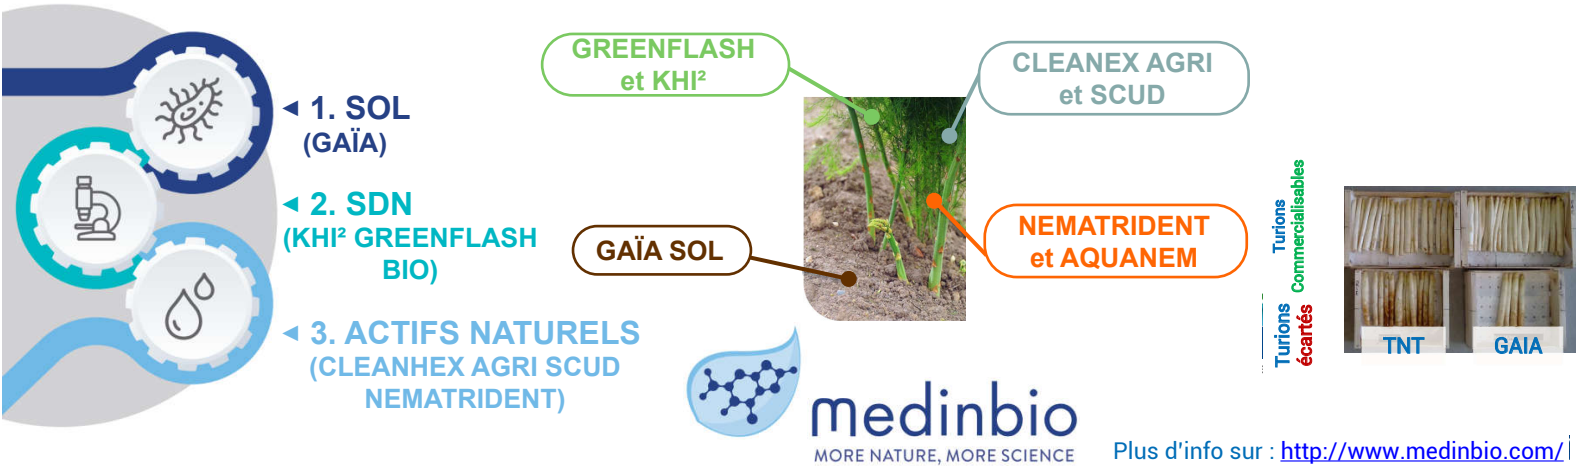 1. SOL
(GAÏA)
2. SDN
(KHI² GREENFLASH
BIO)
3. ACTIFS NATURELS
(CLEANHEX AGRI SCUD
NEMATRIDENT)
GREENFLASH
et KHI²
CLEANEX AGRI
et SCUD
GAÏA SOL
NEMATRIDENT
et AQUANEM
Turions
Commercialisables
Turions
écartés
TNT
GAIA
medinbio
MORE NATURE, MORE SCIENCE
Plus d'info sur : http://www.medinbio.com/